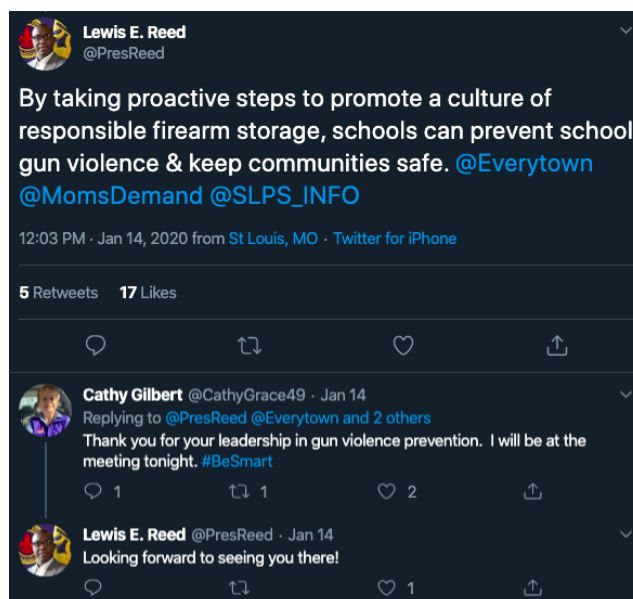 Lewis E. Reed
@PresReed
By taking proactive steps to promote a culture of
responsible firearm storage, schools can prevent school
gun violence & keep communities safe. @Everytown
@MomsDemand @SLPS_INFO
12:03 PM · Jan 14, 2020 from St Louis, MO · Twitter for iPhone
5 Retweets 17 Likes
Cathy Gilbert @CathyGrace49 · Jan 14
Replying to @PresReed @Everytown and 2 others
Thank you for your leadership in gun violence prevention. I will be at the
meeting tonight. #BeSmart
1 1 2
Lewis E. Reed @PresReed · Jan 14
Looking forward to seeing you there!
1